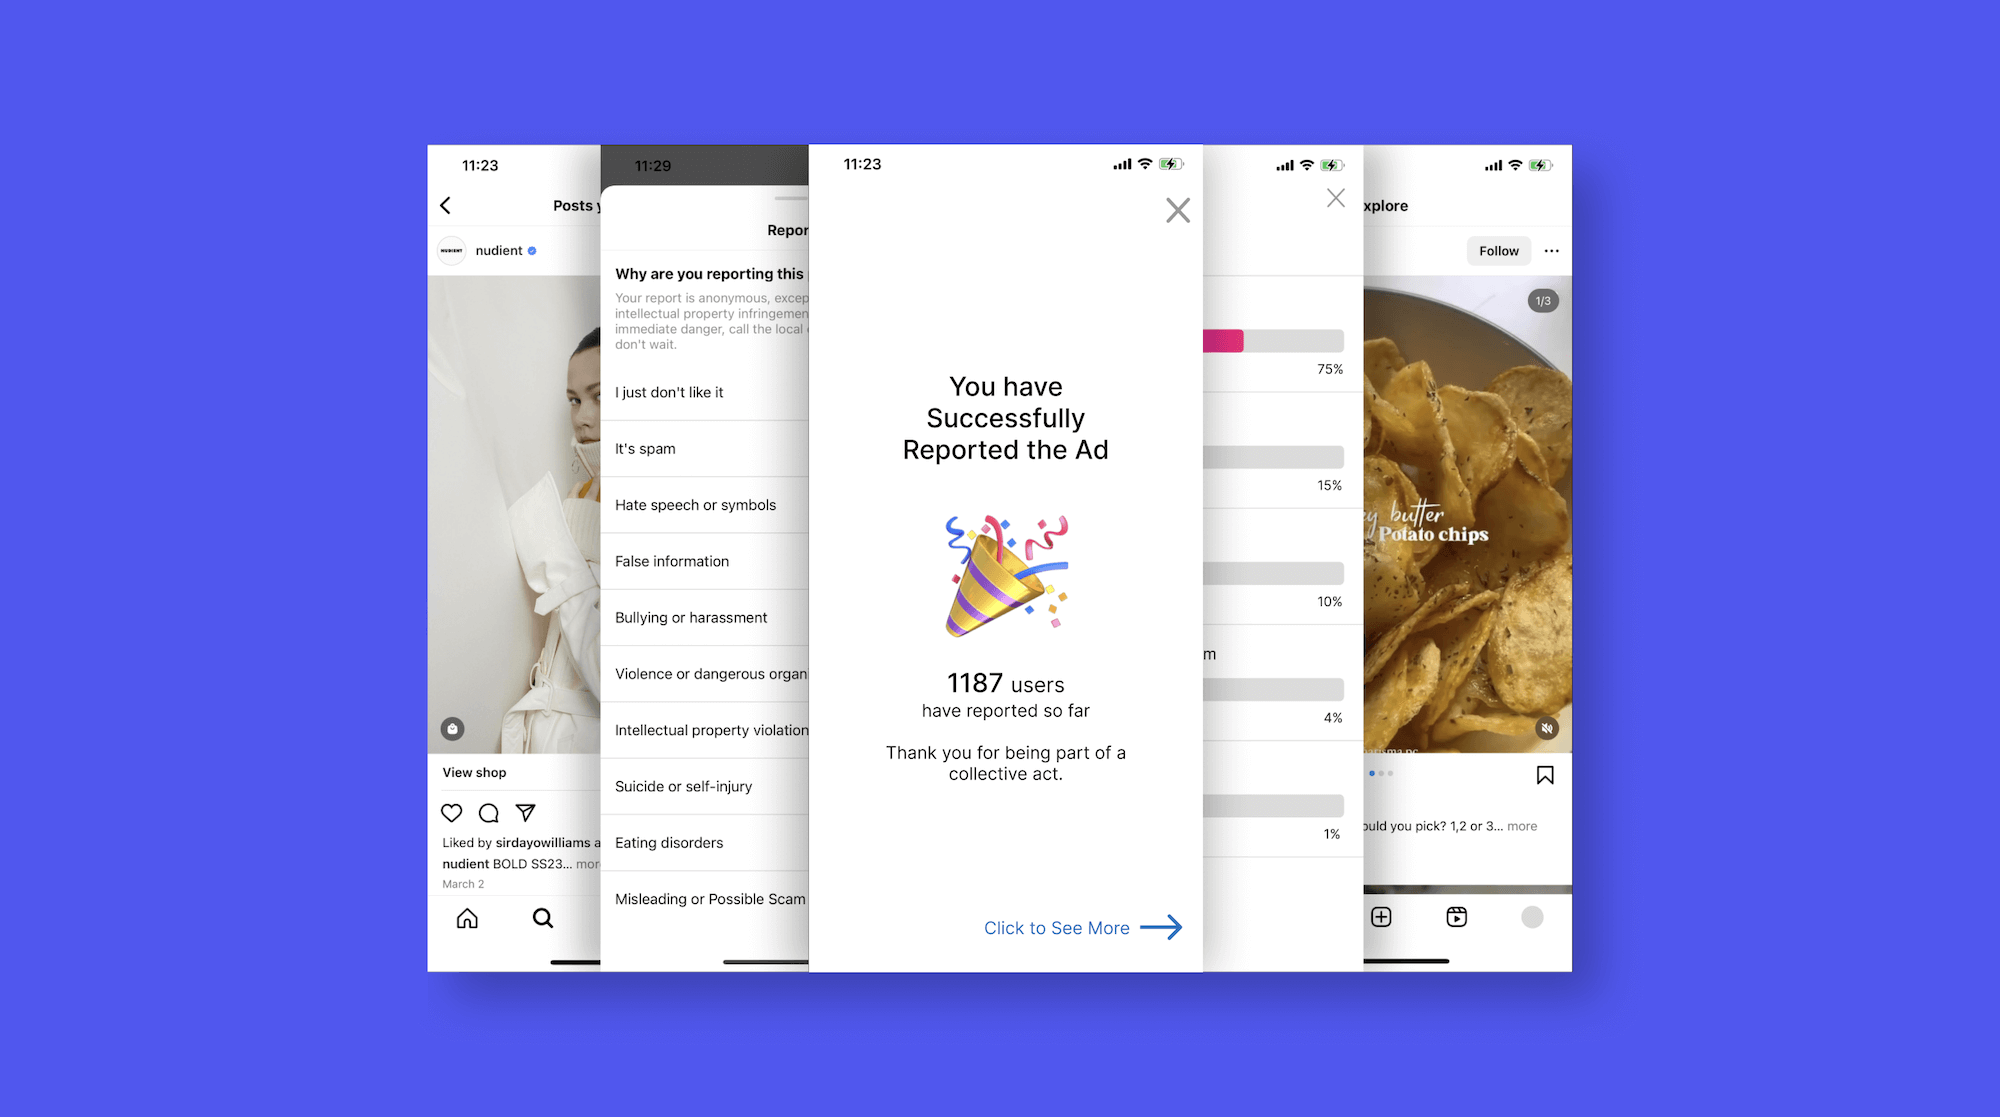 11:23
Posts y
NUDIENT
nudient
View shop
Liked by sirdayowilliams a
nudient BOLD SS23... mor
March 2
11:29
Repor
Why are you reporting this
Your report is anonymous, excep
intellectual property infringemen
immediate danger, call the local
don't wait.
I just don't like it
It's spam
Hate speech or symbols
False information
Bullying or harassment
Violence or dangerous organ
Intellectual property violation
Suicide or self-injury
Eating disorders
Misleading or Possible Scam
11:23
You have
Successfully
Reported the Ad
1187 users
have reported so far
Thank you for being part of a
collective act.
Click to See More
75%
15%
10%
m
4%
1%
xplore
Follow
1/3
ey butter
Potato chips
ould you pick? 1,2 or 3... more